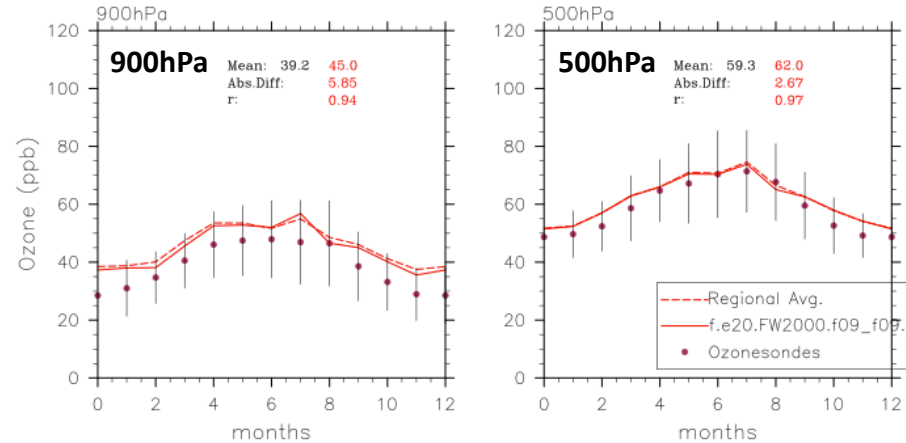 900hPa
900hPa
Mean: 39.2 45.0
Abs.Diff: 5.85
r: 0.94
120
100
80
60
40
20
0
Ozone (ppb)
0 2 4 6 8 10 12
months
500hPa
500hPa
Mean: 59.3 62.0
Abs.Diff: 2.67
r: 0.97
120
100
80
60
40
20
0
Regional Avg.
f.e20.FW2000.f09_f09.
Ozonesondes
0 2 4 6 8 10 12
months